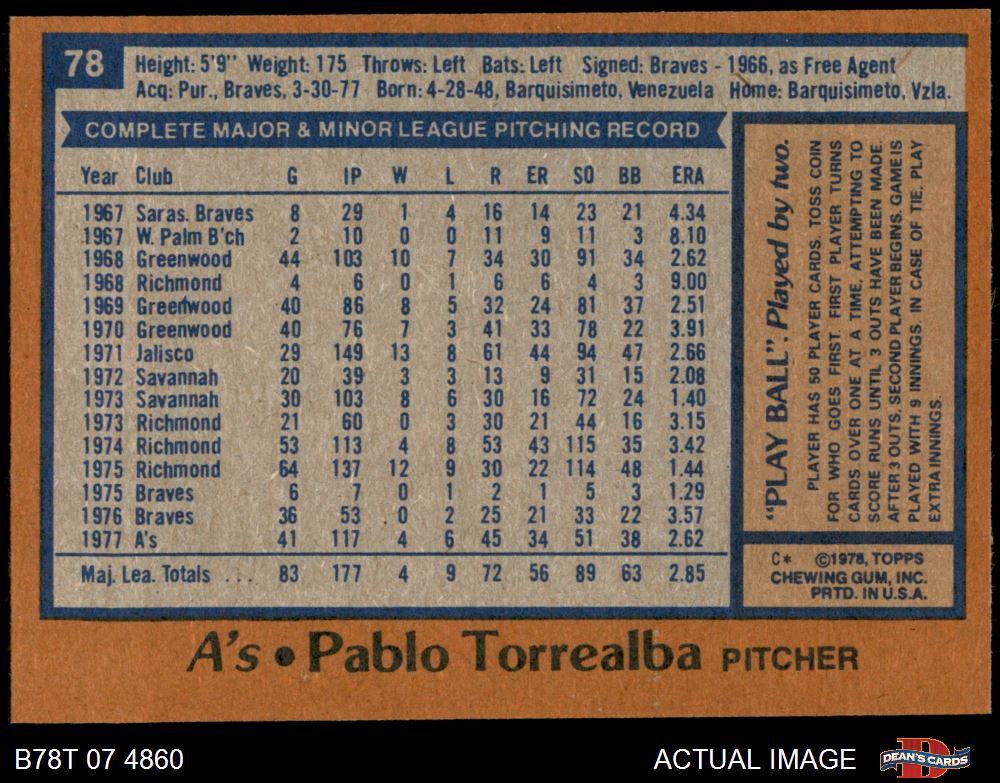 78
Height: 5'9" Weight: 175 Throws: Left Bats: Left Signed: Braves - 1966, as Free Agent
Acq: Pur., Braves, 3-30-77 Born: 4-28-48, Barquisimeto, Venezuela Home: Barquisimeto, Vzla.
COMPLETE MAJOR & MINOR LEAGUE PITCHING RECORD
Year Club G IP W L R ER SO BB ERA
1967 Saras. Braves 8 29 1 4 16 14 23 21 4.34
1967 W. Palm B'ch 2 10 0 0 11 9 11 3 8.10
1968 Greenwood 44 103 10 7 34 30 91 34 2.62
1968 Richmond 4 6 0 1 6 6 4 3 9.00
1969 Greenwood 40 86 8 5 32 24 81 37 2.51
1970 Greenwood 40 76 7 3 41 33 78 22 3.91
1971 Jalisco 29 149 13 8 61 44 94 47 2.66
1972 Savannah 20 39 3 3 13 9 31 15 2.08
1973 Savannah 30 103 8 6 30 16 72 24 1.40
1973 Richmond 21 60 0 3 30 21 44 16 3.15
1974 Richmond 53 113 4 8 53 43 115 35 3.42
1975 Richmond 64 137 12 9 30 22 114 48 1.44
1975 Braves 6 7 0 1 2 1 5 3 1.29
1976 Braves 36 53 0 2 25 21 33 22 3.57
1977 A's 41 117 4 6 45 34 51 38 2.62
Maj. Lea. Totals ... 83 177 4 9 72 56 89 63 2.85
"PLAY BALL". Played by two.
PLAYER HAS 50 PLAYER CARDS. TOSS COIN
FOR WHO GOES FIRST. FIRST PLAYER TURNS
CARDS OVER ONE AT A TIME, ATTEMPTING TO
SCORE RUNS UNTIL 3 OUTS HAVE BEEN MADE.
AFTER 3 OUTS, SECOND PLAYER BEGINS. GAME IS
PLAYED WITH 9 INNINGS. IN CASE OF TIE, PLAY
EXTRA INNINGS.
C* ©1978, TOPPS
CHEWING GUM, INC.
PRTD. IN U.S.A.
A's • Pablo Torrealba PITCHER
B78T 07 4860
ACTUAL IMAGE
DEAN'S CARDS